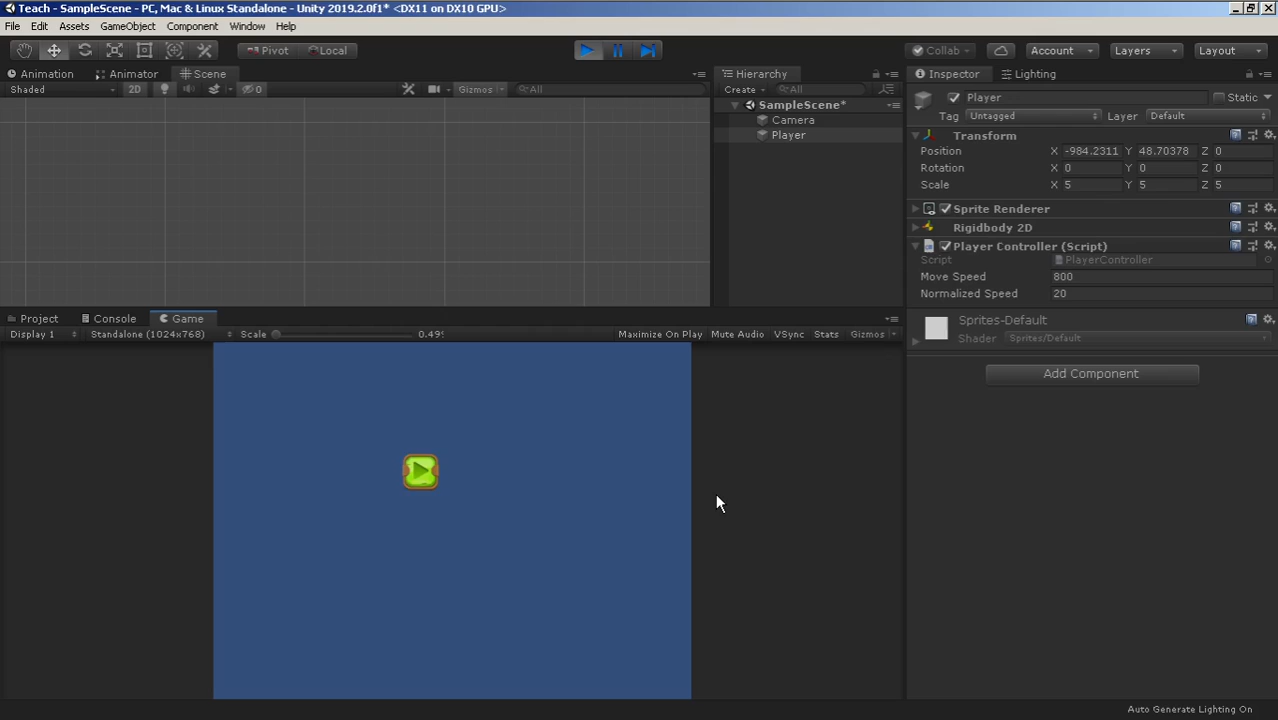 Teach - SampleScene - PC, Mac & Linux Standalone - Unity 2019.2.0f1* <DX11 on DX10 GPU>
File Edit Assets GameObject Component Window Help
Pivot Local Collab Account Layers Layout
Animation Animator Scene
Shaded 2D 0 Gizmos All
Hierarchy
Create All
SampleScene*
Camera
Player
Inspector Lighting
Player Static
Tag Untagged Layer Default
Transform
Position X -984.2311 Y 48.70378 Z 0
Rotation X 0 Y 0 Z 0
Scale X 5 Y 5 Z 5
Sprite Renderer
Rigidbody 2D
Player Controller (Script)
Script PlayerController
Move Speed 800
Normalized Speed 20
Sprites-Default
Shader Sprites/Default
Add Component
Project Console Game
Display 1 Standalone (1024x768) Scale 0.49 Maximize On Play Mute Audio VSync Stats Gizmos
Auto Generate Lighting On